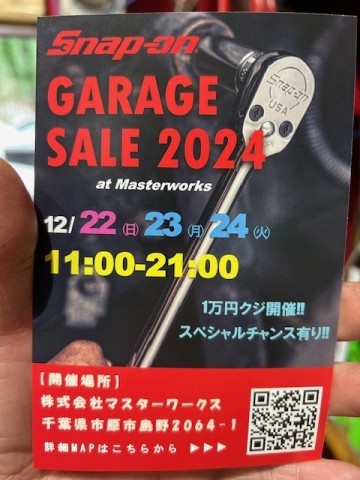 Snap-on
GARAGE
SALE 2024
at Masterworks
Snap-on
USA
12/22(日)23(月)24(火)
11:00-21:00
1万円クジ開催!!
スペシャルチャンス有り!!
【開催場所】
株式会社マスターワークス
千葉県市原市島野2064-1
詳細MAPはこちらから ▶▶▶